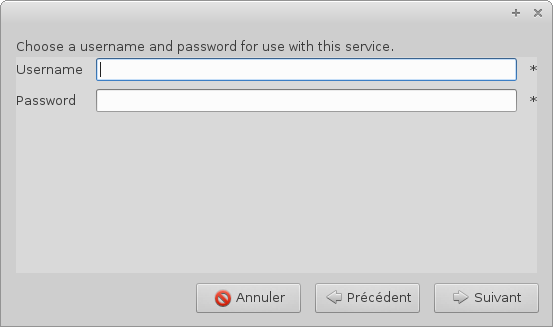 Choose a username and password for use with this service.
Username *
Password *
Annuler Précédent Suivant